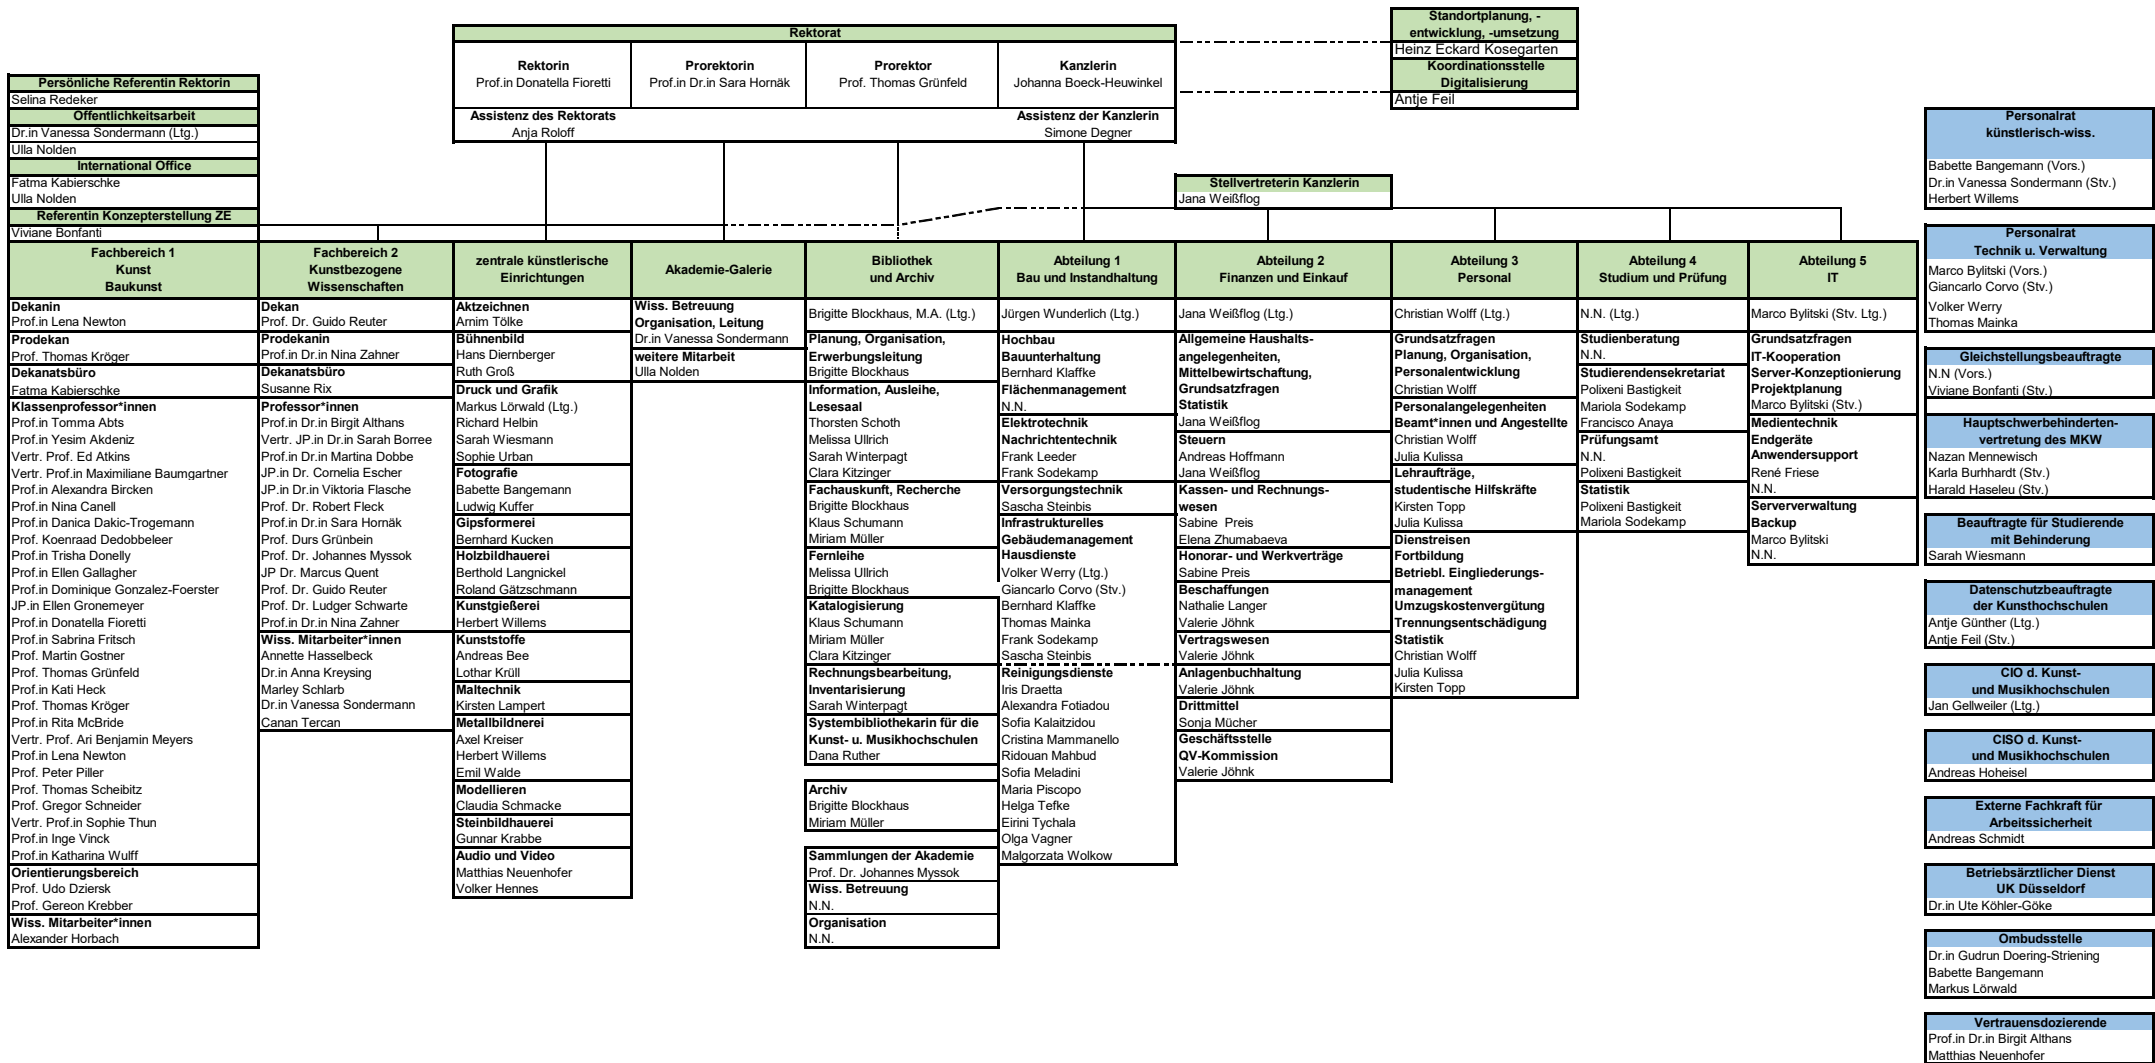 Standortplanung, -
entwicklung, -umsetzung
Heinz Eckard Kosegarten
Koordinationsstelle
Digitalisierung
Antje Feil
Rektorat
Rektorin
Prof.in Donatella Fioretti
Prorektorin
Prof.in Dr.in Sara Hornäk
Prorektor
Prof. Thomas Grünfeld
Kanzlerin
Johanna Boeck-Heuwinkel
Assistenz des Rektorats
Anja Roloff
Assistenz der Kanzlerin
Simone Degner
Persönliche Referentin Rektorin
Selina Redeker
Öffentlichkeitsarbeit
Dr.in Vanessa Sondermann (Ltg.)
Ulla Nolden
International Office
Fatma Kabierschke
Ulla Nolden
Referentin Konzepterstellung ZE
Viviane Bonfanti
Stellvertreterin Kanzlerin
Jana Weißflog
Fachbereich 1
Kunst
Baukunst
Dekanin
Prof.in Lena Newton
Prodekan
Prof. Thomas Kröger
Dekanatsbüro
Fatma Kabierschke
Klassenprofessor*innen
Prof.in Tomma Abts
Prof.in Yesim Akdeniz
Vertr. Prof. Ed Atkins
Vertr. Prof.in Maximiliane Baumgartner
Prof.in Alexandra Bircken
Prof.in Nina Canell
Prof.in Danica Dakic-Trogemann
Prof. Koenraad Dedobbeleer
Prof.in Trisha Donelly
Prof.in Ellen Gallagher
Prof.in Dominique Gonzalez-Foerster
JP.in Ellen Gronemeyer
Prof.in Donatella Fioretti
Prof.in Sabrina Fritsch
Prof. Martin Gostner
Prof. Thomas Grünfeld
Prof.in Kati Heck
Prof. Thomas Kröger
Prof.in Rita McBride
Vertr. Prof. Ari Benjamin Meyers
Prof.in Lena Newton
Prof. Peter Piller
Prof. Thomas Scheibitz
Prof. Gregor Schneider
Vertr. Prof.in Sophie Thun
Prof.in Inge Vinck
Prof.in Katharina Wulff
Orientierungsbereich
Prof. Udo Dziersk
Prof. Gereon Krebber
Wiss. Mitarbeiter*innen
Alexander Horbach
Fachbereich 2
Kunstbezogene
Wissenschaften
Dekan
Prof. Dr. Guido Reuter
Prodekanin
Prof.in Dr.in Nina Zahner
Dekanatsbüro
Susanne Rix
Professor*innen
Prof.in Dr.in Birgit Althans
Vertr. JP.in Dr.in Sarah Borree
Prof.in Dr.in Martina Dobbe
JP.in Dr. Cornelia Escher
JP.in Dr.in Viktoria Flasche
Prof. Dr. Robert Fleck
Prof.in Dr.in Sara Hornäk
Prof. Durs Grünbein
Prof. Dr. Johannes Myssok
JP Dr. Marcus Quent
Prof. Dr. Guido Reuter
Prof. Dr. Ludger Schwarte
Prof.in Dr.in Nina Zahner
Wiss. Mitarbeiter*innen
Annette Hasselbeck
Dr.in Anna Kreysing
Marley Schlarb
Dr.in Vanessa Sondermann
Canan Tercan
zentrale künstlerische
Einrichtungen
Aktzeichnen
Arnim Tölke
Bühnenbild
Hans Diernberger
Ruth Groß
Druck und Grafik
Markus Lörwald (Ltg.)
Richard Helbin
Sarah Wiesmann
Sophie Urban
Fotografie
Babette Bangemann
Ludwig Kuffer
Gipsformerei
Bernhard Kucken
Holzbildhauerei
Berthold Langnickel
Roland Gätzschmann
Kunstgießerei
Herbert Willems
Kunststoffe
Andreas Bee
Lothar Krüll
Maltechnik
Kirsten Lampert
Metallbildnerei
Axel Kreiser
Herbert Willems
Emil Walde
Modellieren
Claudia Schmacke
Steinbildhauerei
Gunnar Krabbe
Audio und Video
Matthias Neuenhofer
Volker Hennes
Akademie-Galerie
Wiss. Betreuung
Organisation, Leitung
Dr.in Vanessa Sondermann
weitere Mitarbeit
Ulla Nolden
Bibliothek
und Archiv
Brigitte Blockhaus, M.A. (Ltg.)
Planung, Organisation,
Erwerbungsleitung
Brigitte Blockhaus
Information, Ausleihe,
Lesesaal
Thorsten Schoth
Melissa Ullrich
Sarah Winterpagt
Clara Kitzinger
Fachauskunft, Recherche
Brigitte Blockhaus
Klaus Schumann
Miriam Müller
Fernleihe
Melissa Ullrich
Brigitte Blockhaus
Katalogisierung
Klaus Schumann
Miriam Müller
Clara Kitzinger
Rechnungsbearbeitung,
Inventarisierung
Sarah Winterpagt
Systembibliothekarin für die
Kunst- u. Musikhochschulen
Dana Ruther
Archiv
Brigitte Blockhaus
Miriam Müller
Sammlungen der Akademie
Prof. Dr. Johannes Myssok
Wiss. Betreuung
N.N.
Organisation
N.N.
Abteilung 1
Bau und Instandhaltung
Jürgen Wunderlich (Ltg.)
Hochbau
Bauunterhaltung
Bernhard Klaffke
Flächenmanagement
N.N.
Elektrotechnik
Nachrichtentechnik
Frank Leeder
Frank Sodekamp
Versorgungstechnik
Sascha Steinbis
Infrastrukturelles
Gebäudemanagement
Hausdienste
Volker Werry (Ltg.)
Giancarlo Corvo (Stv.)
Bernhard Klaffke
Thomas Mainka
Frank Sodekamp
Sascha Steinbis
Reinigungsdienste
Iris Draetta
Alexandra Fotiadou
Sofia Kalaitzidou
Cristina Mammanello
Ridouan Mahbud
Sofia Meladini
Maria Piscopo
Helga Tefke
Eirini Tychala
Olga Vagner
Malgorzata Wolkow
Abteilung 2
Finanzen und Einkauf
Jana Weißflog (Ltg.)
Allgemeine Haushalts-
angelegenheiten,
Mittelbewirtschaftung,
Grundsatzfragen
Statistik
Jana Weißflog
Steuern
Andreas Hoffmann
Jana Weißflog
Kassen- und Rechnungs-
wesen
Sabine Preis
Elena Zhumabaeva
Honorar- und Werkverträge
Sabine Preis
Beschaffungen
Nathalie Langer
Valerie Jöhnk
Vertragswesen
Valerie Jöhnk
Anlagenbuchhaltung
Valerie Jöhnk
Drittmittel
Sonja Mücher
Geschäftsstelle
QV-Kommission
Valerie Jöhnk
Abteilung 3
Personal
Christian Wolff (Ltg.)
Grundsatzfragen
Planung, Organisation,
Personalentwicklung
Christian Wolff
Personalangelegenheiten
Beamt*innen und Angestellte
Christian Wolff
Julia Kulissa
Lehraufträge,
studentische Hilfskräfte
Kirsten Topp
Julia Kulissa
Dienstreisen
Fortbildung
Betriebl. Eingliederungs-
management
Umzugskostenvergütung
Trennungsentschädigung
Statistik
Christian Wolff
Julia Kulissa
Kirsten Topp
Abteilung 4
Studium und Prüfung
N.N. (Ltg.)
Studienberatung
N.N.
Studierendensekretariat
Polixeni Bastigkeit
Mariola Sodekamp
Francisco Anaya
Prüfungsamt
N.N.
Polixeni Bastigkeit
Statistik
Polixeni Bastigkeit
Mariola Sodekamp
Abteilung 5
IT
Marco Bylitski (Stv. Ltg.)
Grundsatzfragen
IT-Kooperation
Server-Konzeptionierung
Projektplanung
Marco Bylitski (Stv.)
Medientechnik
Endgeräte
Anwendersupport
René Friese
N.N.
Serververwaltung
Backup
Marco Bylitski
N.N.
Personalrat
künstlerisch-wiss.
Babette Bangemann (Vors.)
Dr.in Vanessa Sondermann (Stv.)
Herbert Willems
Personalrat
Technik u. Verwaltung
Marco Bylitski (Vors.)
Giancarlo Corvo (Stv.)
Volker Werry
Thomas Mainka
Gleichstellungsbeauftragte
N.N (Vors.)
Viviane Bonfanti (Stv.)
Hauptschwerbehinderten-
vertretung des MKW
Nazan Mennewisch
Karla Burhhardt (Stv.)
Harald Haseleu (Stv.)
Beauftragte für Studierende
mit Behinderung
Sarah Wiesmann
Datenschutzbeauftragte
der Kunsthochschulen
Antje Günther (Ltg.)
Antje Feil (Stv.)
CIO d. Kunst-
und Musikhochschulen
Jan Gellweiler (Ltg.)
CISO d. Kunst-
und Musikhochschulen
Andreas Hoheisel
Externe Fachkraft für
Arbeitssicherheit
Andreas Schmidt
Betriebsärztlicher Dienst
UK Düsseldorf
Dr.in Ute Köhler-Göke
Ombudsstelle
Dr.in Gudrun Doering-Striening
Babette Bangemann
Markus Lörwald
Vertrauensdozierende
Prof.in Dr.in Birgit Althans
Matthias Neuenhofer